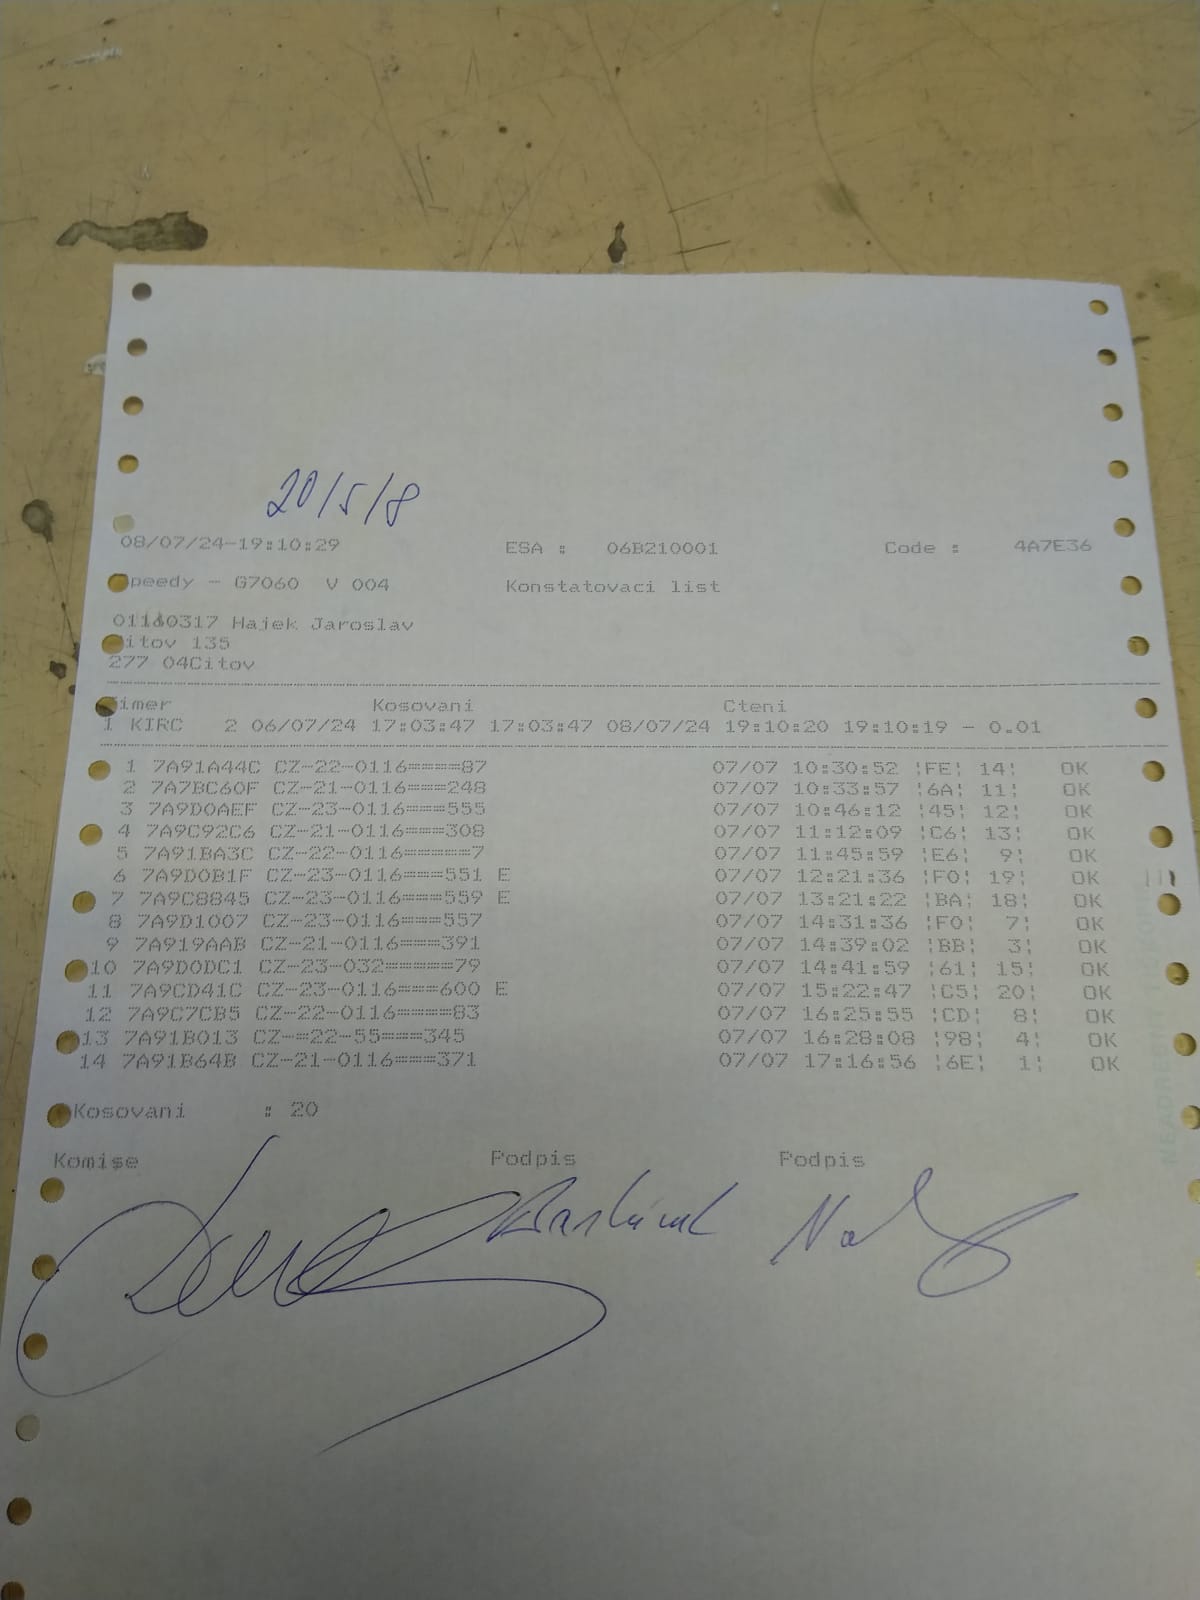 20/5/8
08/07/24-19:10:29 ESA : 06B210001 Code : 4A7E36
peedy - G7060 V 004 Konstatovaci list
01160317 Hajek Jaroslav
itov 135
277 04Citov
imer Kosovani Cteni
1 KIRC 2 06/07/24 17:03:47 17:03:47 08/07/24 19:10:20 19:10:19 - 0.01
1 7A91A44C CZ-22-0116====87 07/07 10:30:52 ¦FE¦ 14¦ OK
2 7A7BC60F CZ-21-0116===248 07/07 10:33:57 ¦6A¦ 11¦ OK
3 7A9D0AEF CZ-23-0116===555 07/07 10:46:12 ¦45¦ 12¦ OK
4 7A9C92C6 CZ-21-0116===308 07/07 11:12:09 ¦C6¦ 13¦ OK
5 7A91BA3C CZ-22-0116=====7 07/07 11:45:59 ¦E6¦ 9¦ OK
6 7A9D0B1F CZ-23-0116===551 E 07/07 12:21:36 ¦F0¦ 19¦ OK
7 7A9C8845 CZ-23-0116===559 E 07/07 13:21:22 ¦BA¦ 18¦ OK
8 7A9D1007 CZ-23-0116===557 07/07 14:31:36 ¦F0¦ 7¦ OK
9 7A919AAB CZ-21-0116===391 07/07 14:39:02 ¦BB¦ 3¦ OK
10 7A9D0DC1 CZ-23-032=====79 07/07 14:41:59 ¦61¦ 15¦ OK
11 7A9CD41C CZ-23-0116===600 E 07/07 15:22:47 ¦C5¦ 20¦ OK
12 7A9C7CB5 CZ-22-0116====83 07/07 16:25:55 ¦CD¦ 8¦ OK
13 7A91B013 CZ-=22-55====345 07/07 16:28:08 ¦98¦ 4¦ OK
14 7A91B64B CZ-21-0116===371 07/07 17:16:56 ¦6E¦ 1¦ OK
Kosovani : 20
Komise Podpis Podpis